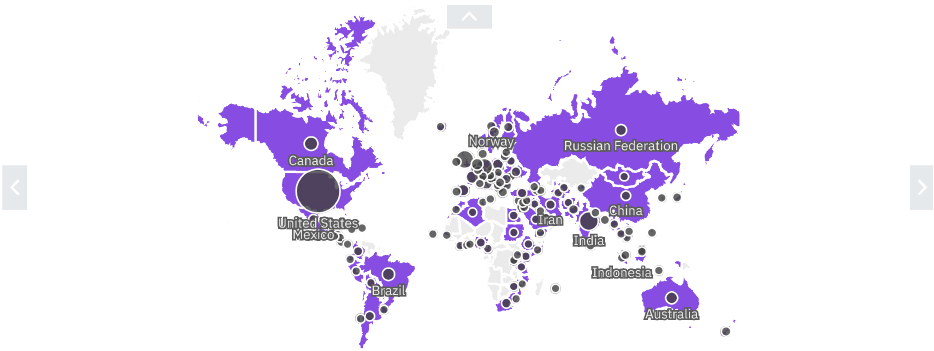 Norway
Russian Federation
Canada
China
United States
Iran
Mexico
India
Indonesia
Brazil
Australia